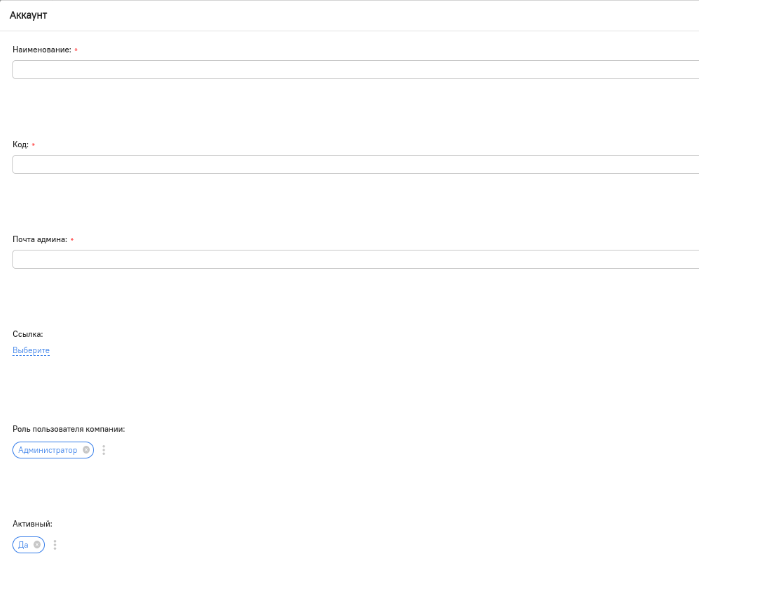 Аккаунт
Наименование: *
Код: *
Почта админа: *
Ссылка:
Выберите
Роль пользователя компании:
Администратор
Активный:
Да